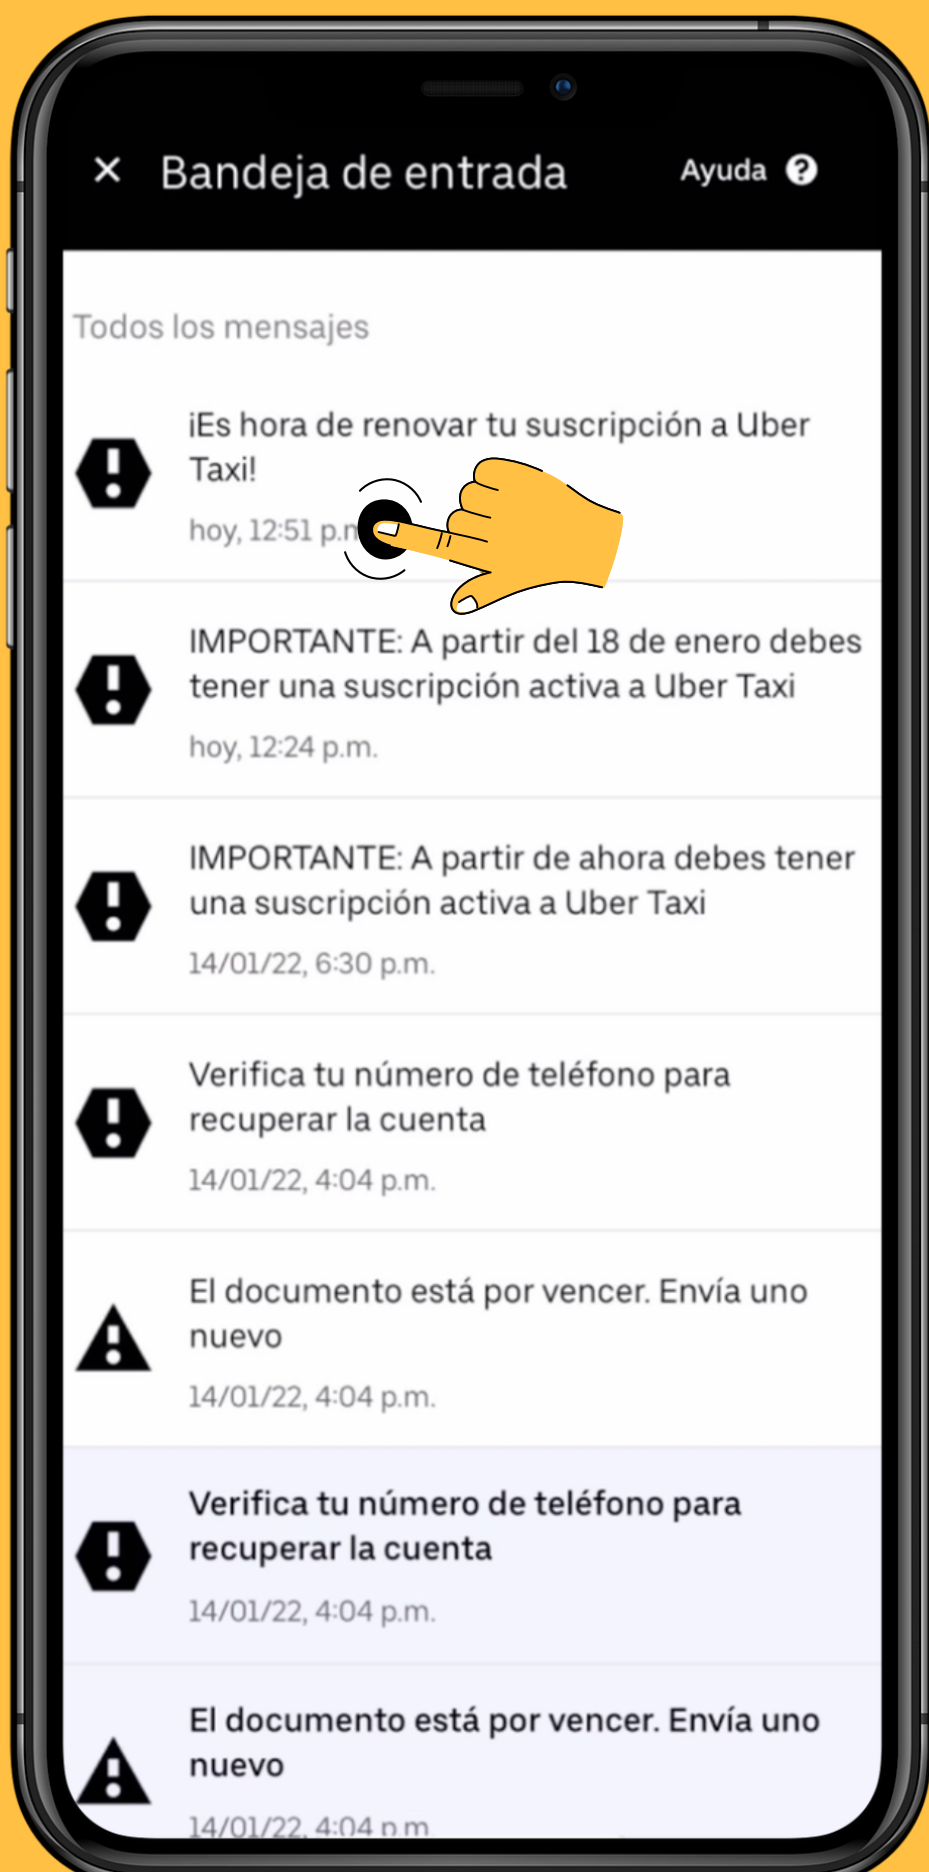 Bandeja de entrada
Ayuda ?
Todos los mensajes
¡Es hora de renovar tu suscripción a Uber
Taxi!
hoy, 12:51 p.m
IMPORTANTE: A partir del 18 de enero debes
tener una suscripción activa a Uber Taxi
hoy, 12:24 p.m.
IMPORTANTE: A partir de ahora debes tener
una suscripción activa a Uber Taxi
14/01/22, 6:30 p.m.
Verifica tu número de teléfono para
recuperar la cuenta
14/01/22, 4:04 p.m.
El documento está por vencer. Envía uno
nuevo
14/01/22, 4:04 p.m.
Verifica tu número de teléfono para
recuperar la cuenta
14/01/22, 4:04 p.m.
El documento está por vencer. Envía uno
nuevo
14/01/22, 4:04 p.m